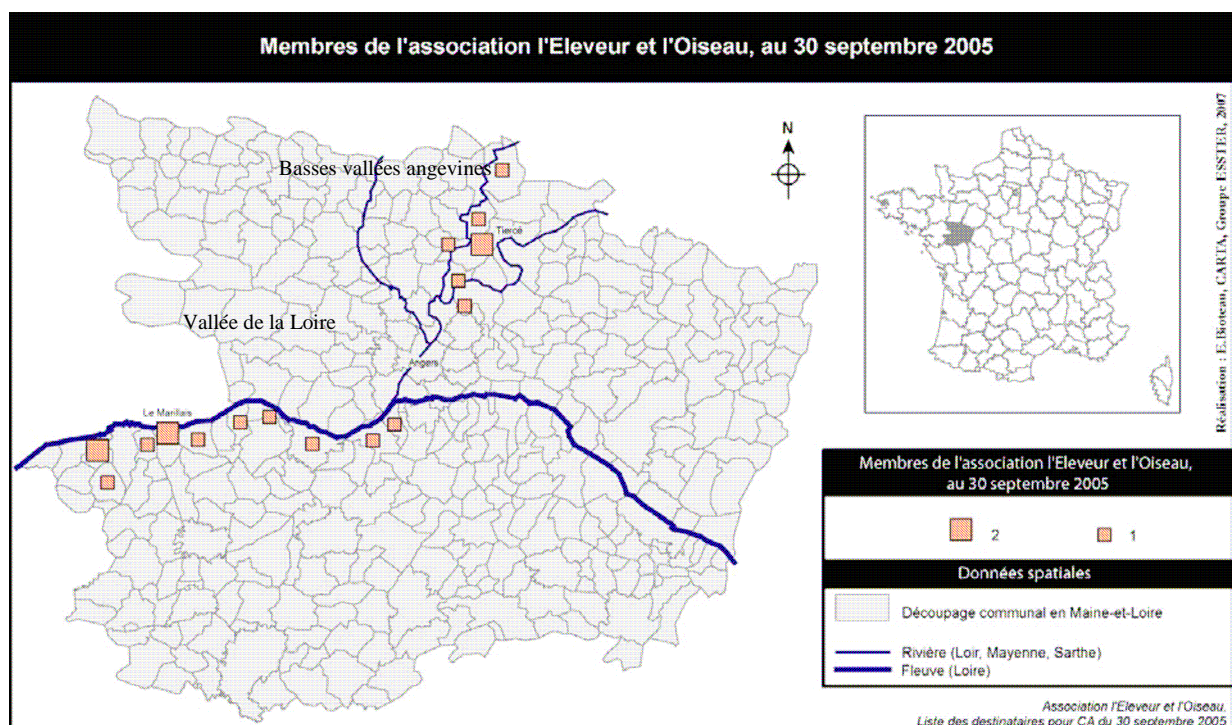 Membres de l'association l'Eleveur et l'Oiseau, au 30 septembre 2005
Basses vallées angevines
Tiercé
Vallée de la Loire
Angers
Le Marillais
N
Réalisation : E.Bioteau, CARTA, Groupe ESSTER, 2007
Membres de l'association l'Eleveur et l'Oiseau,
au 30 septembre 2005
2
1
Données spatiales
Découpage communal en Maine-et-Loire
Rivière (Loir, Mayenne, Sarthe)
Fleuve (Loire)
Association l'Eleveur et l'Oiseau,
Liste des destinataires pour CA du 30 septembre 2005